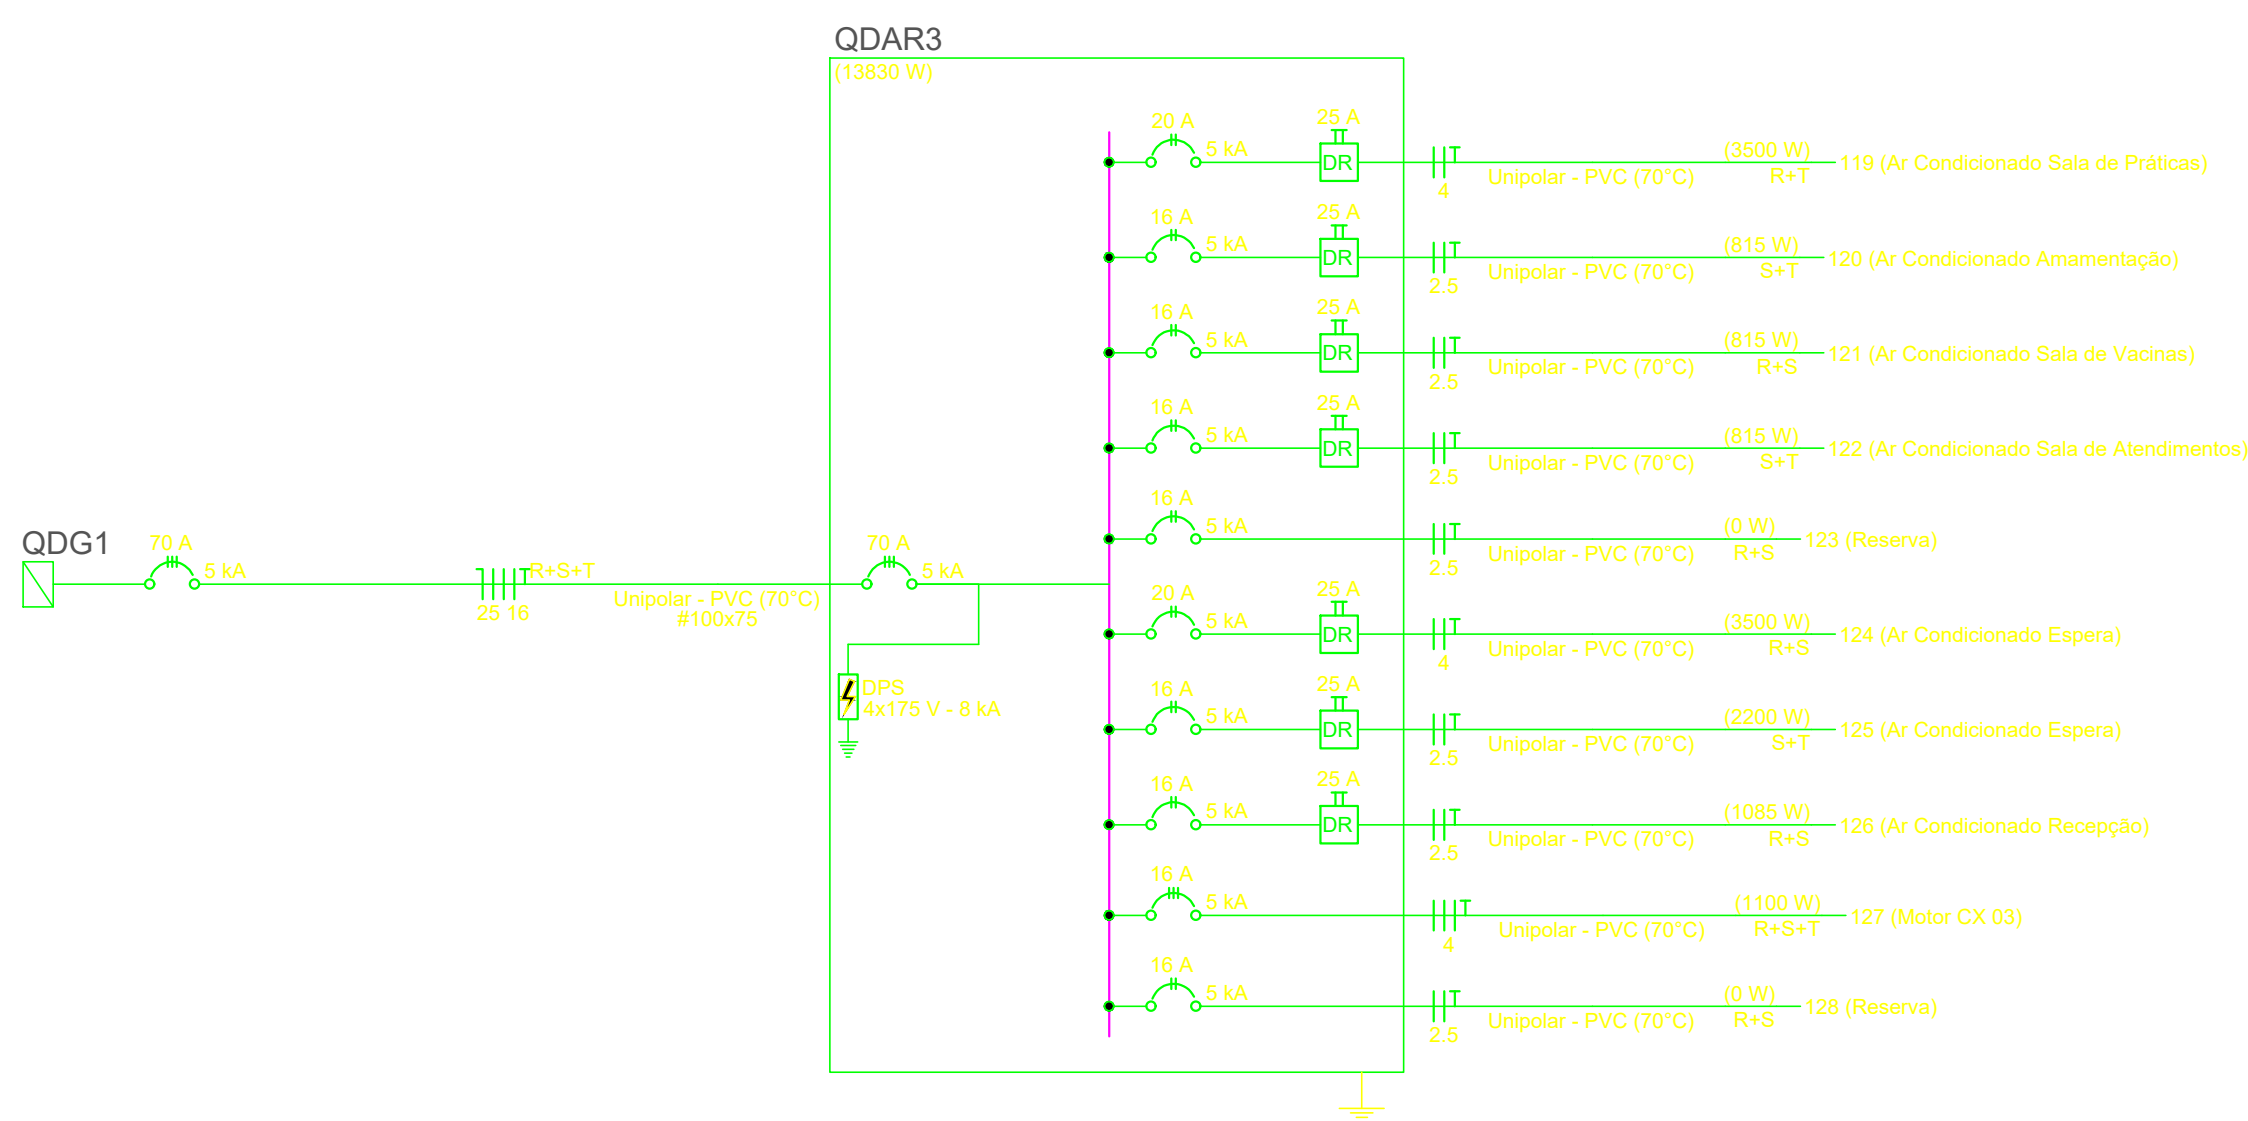 QDAR3
(13830 W)
20 A
5 kA
25 A
DR
4
Unipolar - PVC (70°C)
(3500 W)
R+T
119 (Ar Condicionado Sala de Práticas)
16 A
5 kA
25 A
DR
2.5
Unipolar - PVC (70°C)
(815 W)
S+T
120 (Ar Condicionado Amamentação)
16 A
5 kA
25 A
DR
2.5
Unipolar - PVC (70°C)
(815 W)
R+S
121 (Ar Condicionado Sala de Vacinas)
16 A
5 kA
25 A
DR
2.5
Unipolar - PVC (70°C)
(815 W)
S+T
122 (Ar Condicionado Sala de Atendimentos)
16 A
5 kA
2.5
Unipolar - PVC (70°C)
(0 W)
R+S
123 (Reserva)
QDG1
70 A
5 kA
25 16
R+S+T
Unipolar - PVC (70°C)
#100x75
70 A
5 kA
DPS
4x175 V - 8 kA
20 A
5 kA
25 A
DR
4
Unipolar - PVC (70°C)
(3500 W)
R+S
124 (Ar Condicionado Espera)
16 A
5 kA
25 A
DR
2.5
Unipolar - PVC (70°C)
(2200 W)
S+T
125 (Ar Condicionado Espera)
16 A
5 kA
25 A
DR
2.5
Unipolar - PVC (70°C)
(1085 W)
R+S
126 (Ar Condicionado Recepção)
16 A
5 kA
4
Unipolar - PVC (70°C)
(1100 W)
R+S+T
127 (Motor CX 03)
16 A
5 kA
2.5
Unipolar - PVC (70°C)
(0 W)
R+S
128 (Reserva)